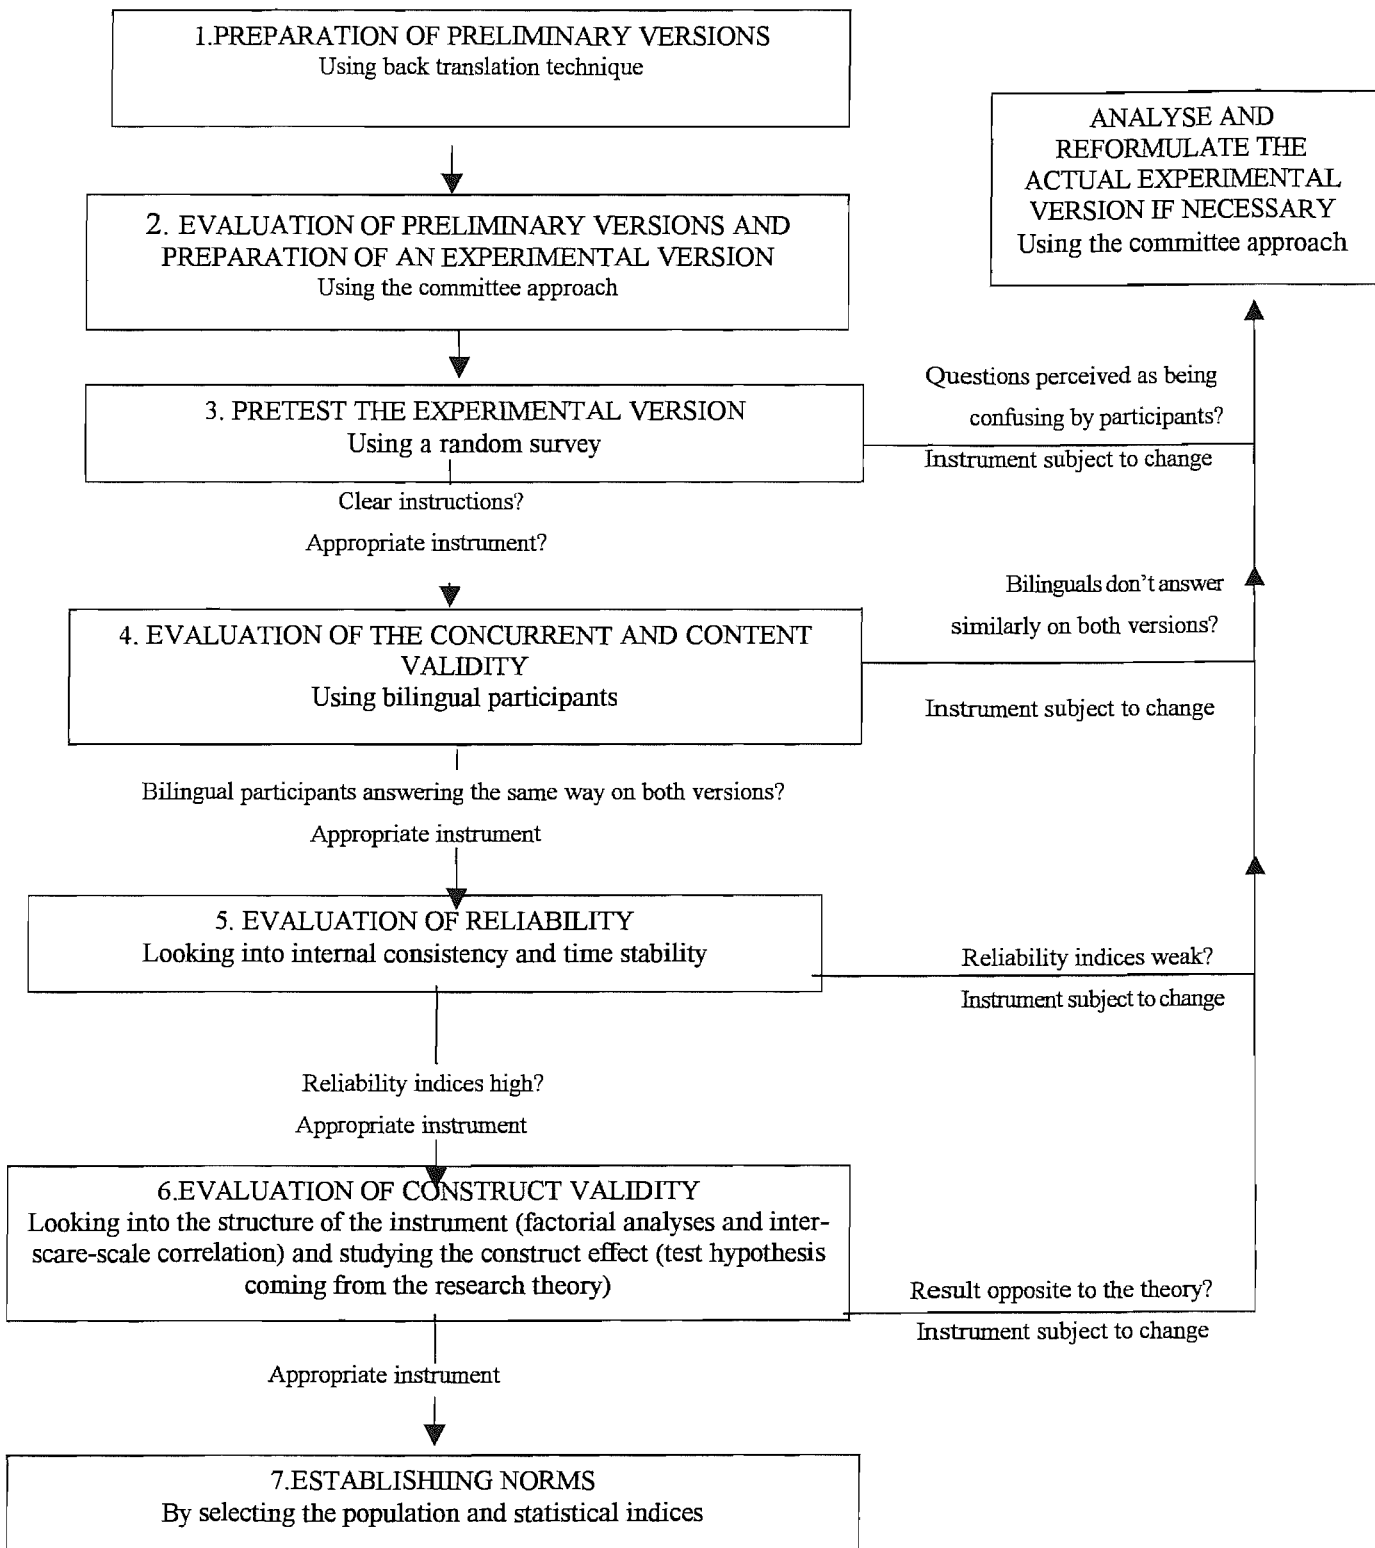 1.PREPARATION OF PRELIMINARY VERSIONS
Using back translation technique
ANALYSE AND
REFORMULATE THE
ACTUAL EXPERIMENTAL
VERSION IF NECESSARY
Using the committee approach
2. EVALUATION OF PRELIMINARY VERSIONS AND
PREPARATION OF AN EXPERIMENTAL VERSION
Using the committee approach
3. PRETEST THE EXPERIMENTAL VERSION
Using a random survey
Questions perceived as being
confusing by participants?
Instrument subject to change
Clear instructions?
Appropriate instrument?
4. EVALUATION OF THE CONCURRENT AND CONTENT
VALIDITY
Using bilingual participants
Bilinguals don't answer
similarly on both versions?
Instrument subject to change
Bilingual participants answering the same way on both versions?
Appropriate instrument
5. EVALUATION OF RELIABILITY
Looking into internal consistency and time stability
Reliability indices weak?
Instrument subject to change
Reliability indices high?
Appropriate instrument
6.EVALUATION OF CONSTRUCT VALIDITY
Looking into the structure of the instrument (factorial analyses and inter-
scare-scale correlation) and studying the construct effect (test hypothesis
coming from the research theory)
Result opposite to the theory?
Instrument subject to change
Appropriate instrument
7.ESTABLISHIING NORMS
By selecting the population and statistical indices